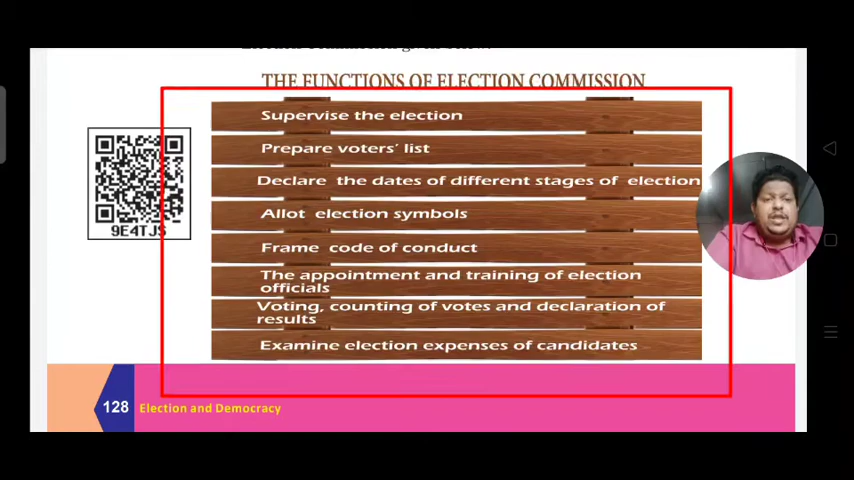 THE FUNCTIONS OF ELECTION COMMISSION
Supervise the election
Prepare voters' list
Declare the dates of different stages of election
Allot election symbols
Frame code of conduct
The appointment and training of election
officials
Voting, counting of votes and declaration of
results
Examine election expenses of candidates
9E4TJS
128 Election and Democracy